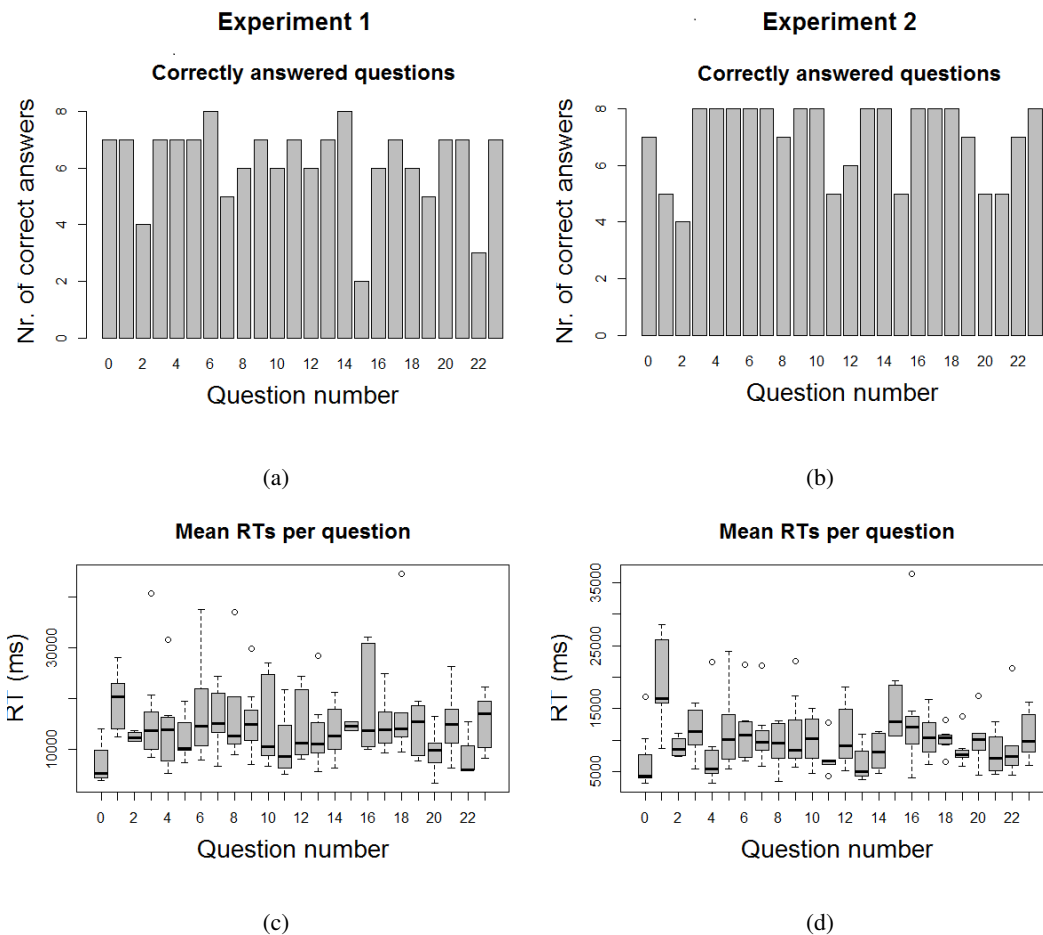 Experiment 1
Experiment 2
Correctly answered questions
Nr. of correct answers
0 2 4 6 8
0 2 4 6 8 10 12 14 16 18 20 22
Question number
(a)
Correctly answered questions
Nr. of correct answers
0 2 4 6 8
0 2 4 6 8 10 12 14 16 18 20 22
Question number
(b)
Mean RTs per question
RT (ms)
10000 30000
0 2 4 6 8 10 12 14 16 18 20 22
Question number
(c)
Mean RTs per question
RT (ms)
5000 15000 25000 35000
0 2 4 6 8 10 12 14 16 18 20 22
Question number
(d)